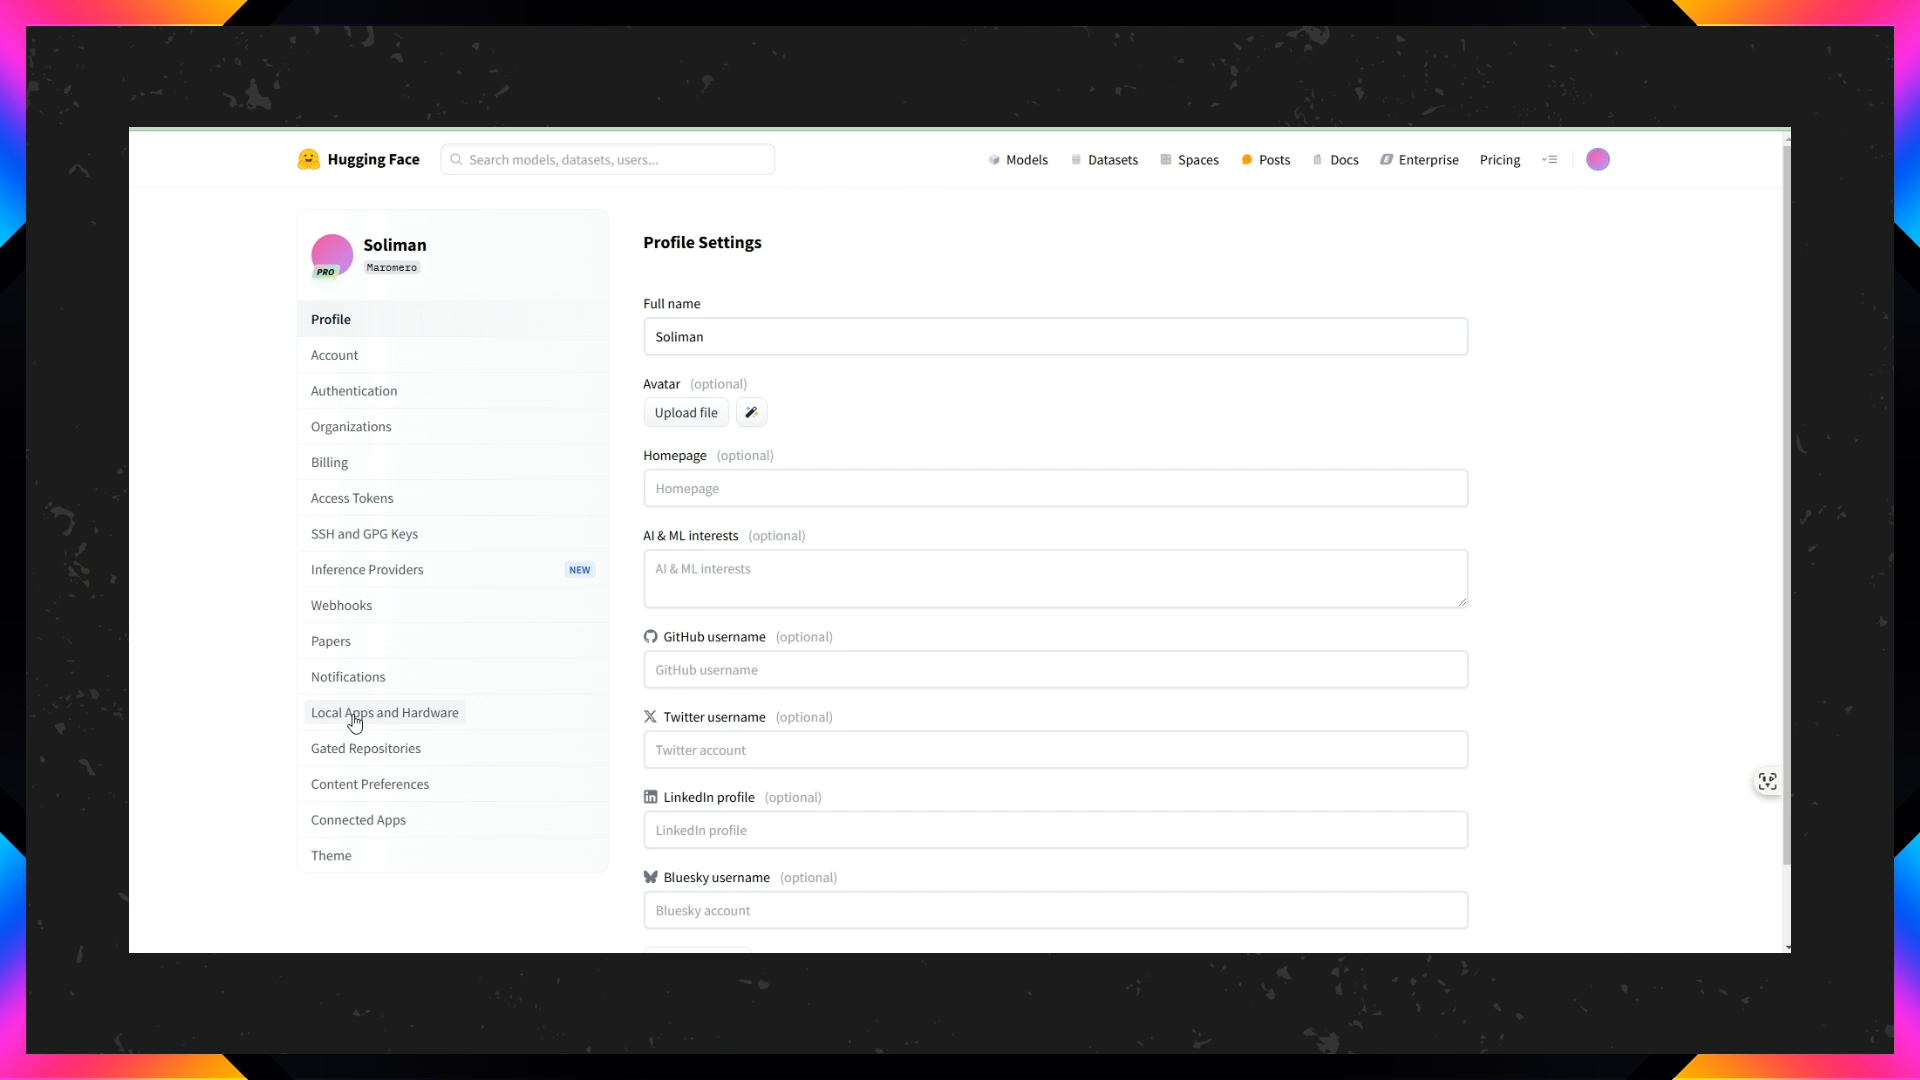 Hugging Face
Search models, datasets, users...
Models
Datasets
Spaces
Posts
Docs
Enterprise
Pricing
Soliman
PRO
Maromero
Profile
Account
Authentication
Organizations
Billing
Access Tokens
SSH and GPG Keys
Inference Providers NEW
Webhooks
Papers
Notifications
Local Apps and Hardware
Gated Repositories
Content Preferences
Connected Apps
Theme
Profile Settings
Full name
Soliman
Avatar (optional)
Upload file
Homepage (optional)
Homepage
AI & ML interests (optional)
AI & ML interests
GitHub username (optional)
GitHub username
Twitter username (optional)
Twitter account
LinkedIn profile (optional)
LinkedIn profile
Bluesky username (optional)
Bluesky account